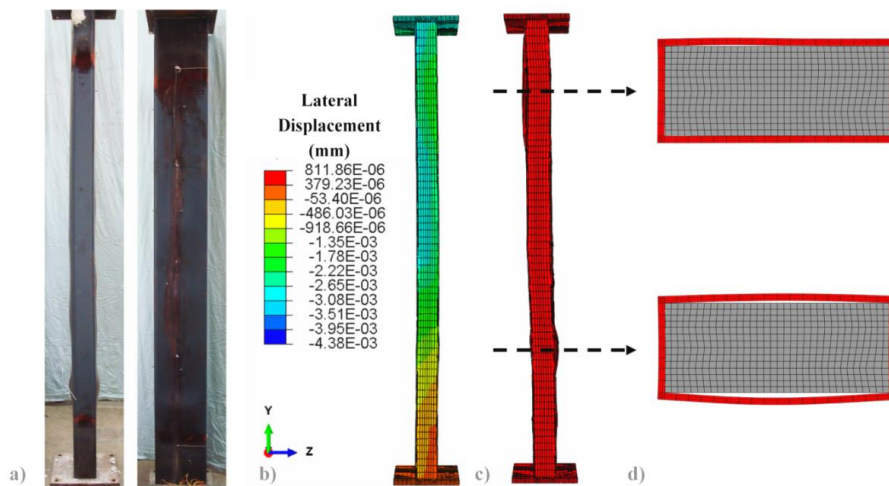 Lateral
Displacement
(mm)
811.86E-06
379.23E-06
-53.40E-06
-486.03E-06
-918.66E-06
-1.35E-03
-1.78E-03
-2.22E-03
-2.65E-03
-3.08E-03
-3.51E-03
-3.95E-03
-4.38E-03
Y
Z
a)
b)
c)
d)